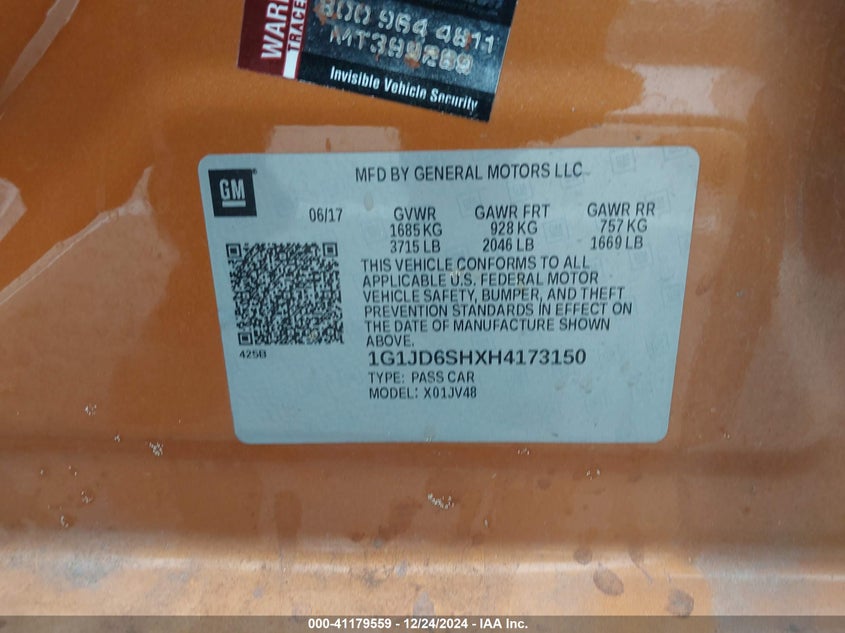 WARN
TRACE
800 964 4811
Invisible Vehicle Security
GM
MFD BY GENERAL MOTORS LLC
06/17
GVWR GAWR FRT GAWR RR
1685 KG 928 KG 757 KG
3715 LB 2046 LB 1669 LB
THIS VEHICLE CONFORMS TO ALL
APPLICABLE U.S. FEDERAL MOTOR
VEHICLE SAFETY, BUMPER, AND THEFT
PREVENTION STANDARDS IN EFFECT ON
THE DATE OF MANUFACTURE SHOWN
ABOVE.
425B
1G1JD6SHXH4173150
TYPE: PASS CAR
MODEL: X01JV48
000-41179559 - 12/24/2024 - IAA Inc.